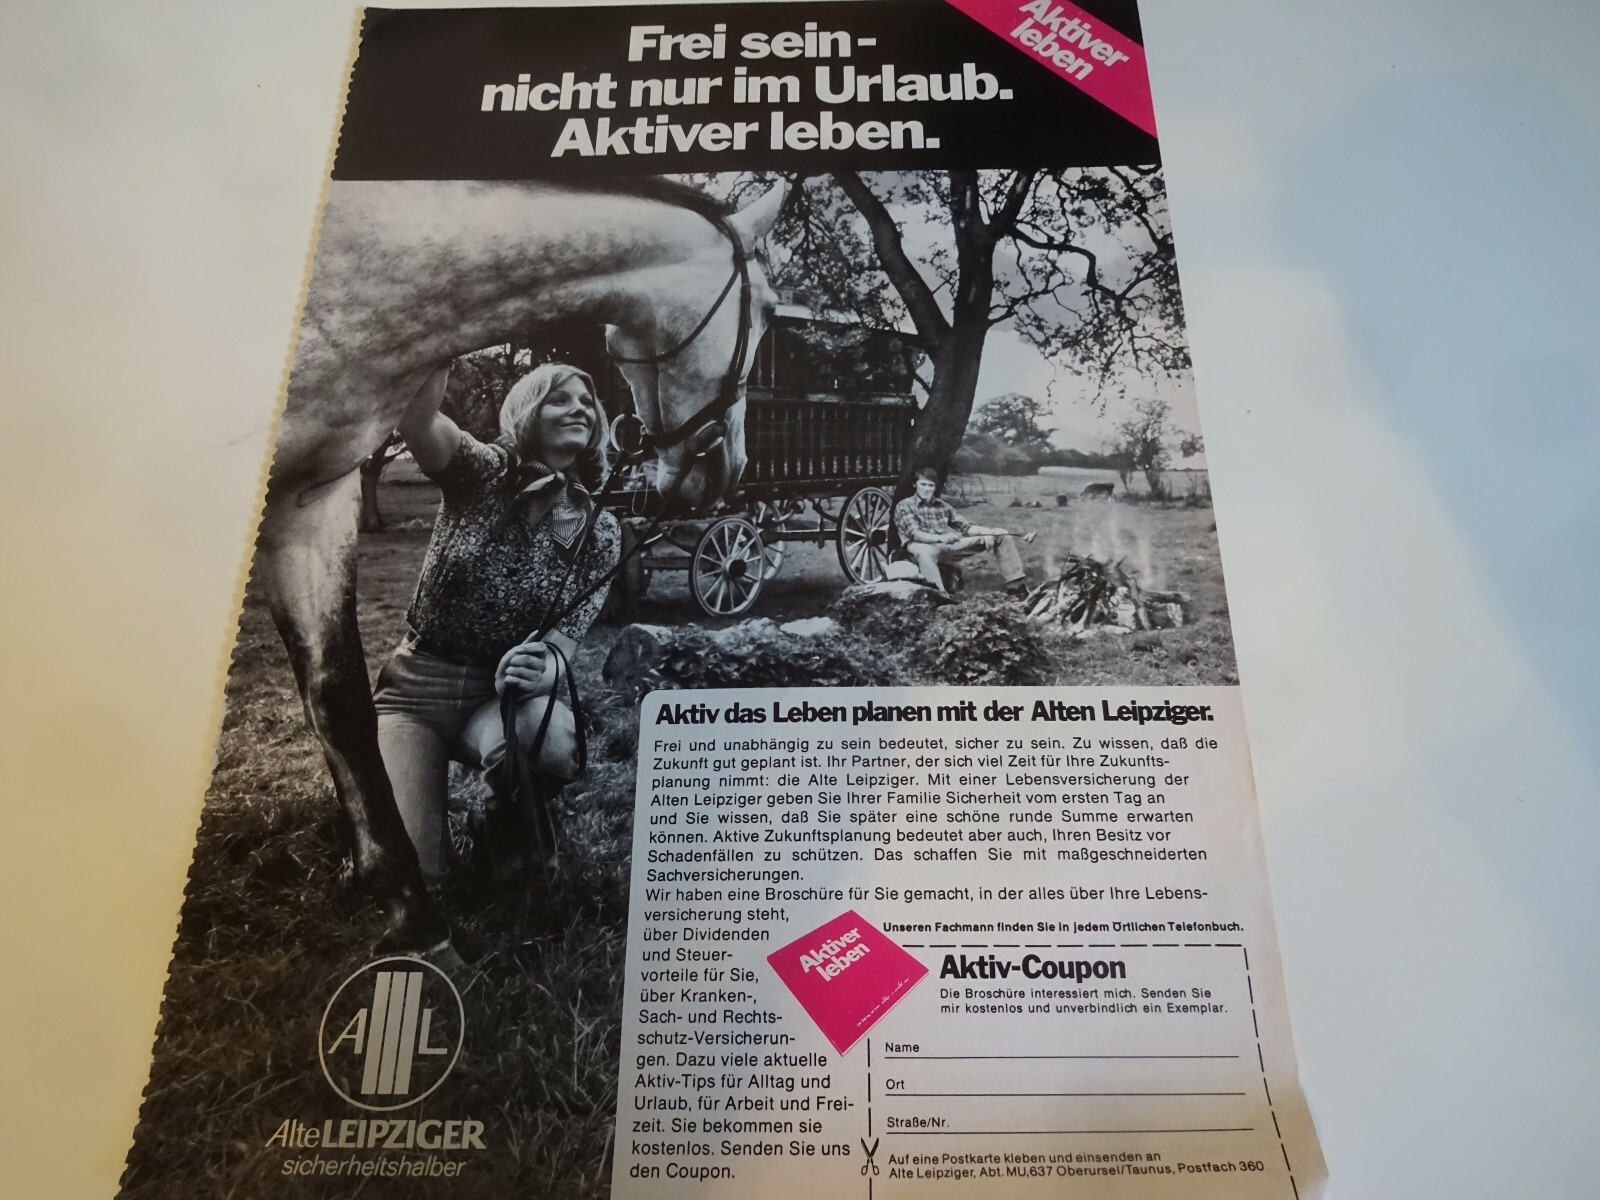 Frei sein-
nicht nur im Urlaub.
Aktiver leben.
Aktiver
leben
Aktiv das Leben planen mit der Alten Leipziger.
Frei und unabhängig zu sein bedeutet, sicher zu sein. Zu wissen, daß die
Zukunft gut geplant ist. Ihr Partner, der sich viel Zeit für Ihre Zukunfts-
planung nimmt: die Alte Leipziger. Mit einer Lebensversicherung der
Alten Leipziger geben Sie Ihrer Familie Sicherheit vom ersten Tag an
und Sie wissen, daß Sie später eine schöne runde Summe erwarten
können. Aktive Zukunftsplanung bedeutet aber auch, Ihren Besitz vor
Schadenfällen zu schützen. Das schaffen Sie mit maßgeschneiderten
Sachversicherungen.
Wir haben eine Broschüre für Sie gemacht, in der alles über Ihre Lebens-
versicherung steht,
über Dividenden
und Steuer-
vorteile für Sie,
über Kranken-,
Sach- und Rechts-
schutz-Versicherun-
gen. Dazu viele aktuelle
Aktiv-Tips für Alltag und
Urlaub, für Arbeit und Frei-
zeit. Sie bekommen sie
kostenlos. Senden Sie uns
den Coupon.
Aktiver
leben
Unseren Fachmann finden Sie in jedem Örtlichen Telefonbuch.
Aktiv-Coupon
Die Broschüre interessiert mich. Senden Sie
mir kostenlos und unverbindlich ein Exemplar.
Name
Ort
Straße/Nr.
Auf eine Postkarte kleben und einsenden an
Alte Leipziger, Abt. MU, 637 Oberursel/Taunus, Postfach 360
A L
Alte LEIPZIGER
sicherheitshalber